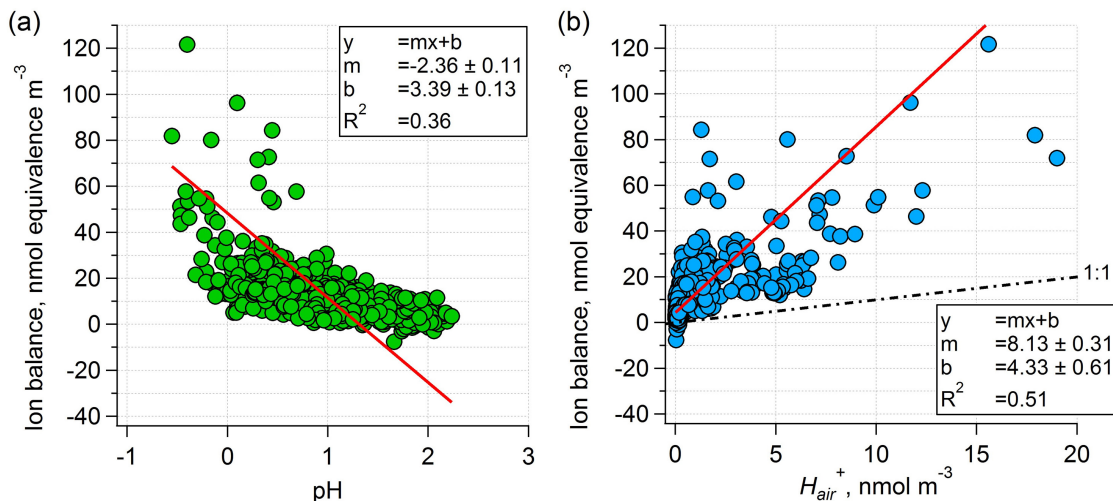 (a)
Ion balance, nmol equivalence m⁻³
120
100
80
60
40
20
0
-20
-40
y =mx+b
m =-2.36 ± 0.11
b =3.39 ± 0.13
R² =0.36
-1 0 1 2 3
pH
(b)
Ion balance, nmol equivalence m⁻³
120
100
80
60
40
20
0
-20
-40
1:1
y =mx+b
m =8.13 ± 0.31
b =4.33 ± 0.61
R² =0.51
0 5 10 15 20
Hair⁺, nmol m⁻³